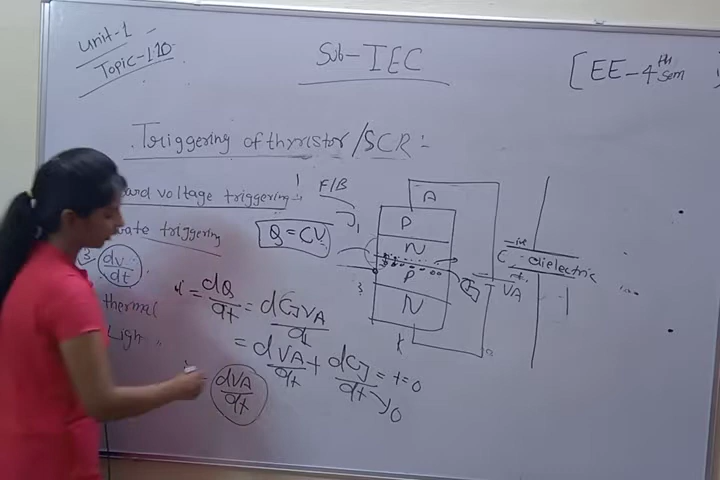 Unit-1
Topic-110
Sub-IEC
[EE-4th Sem
Triggering of thyristor/SCR:-
ard voltage triggering:-
ate triggering
3. dv/dt
thermal
Ligh
F/B
Q = CV
A
P
N
P
N
K
VA
C dielectric
= dQ/dt = dCjVA/dt
= dVA/dt + dCj/dt
0
dVA/dt